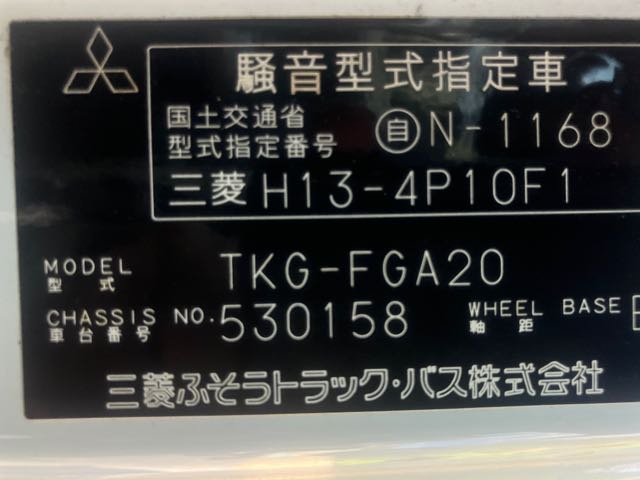 騒音型式指定車
国土交通省
型式指定番号 自N-1168
三菱 H13-4P10F1
MODEL
型式 TKG-FGA20
CHASSIS NO.
車台番号 530158
WHEEL BASE
軸距
三菱ふそうトラック・バス株式会社